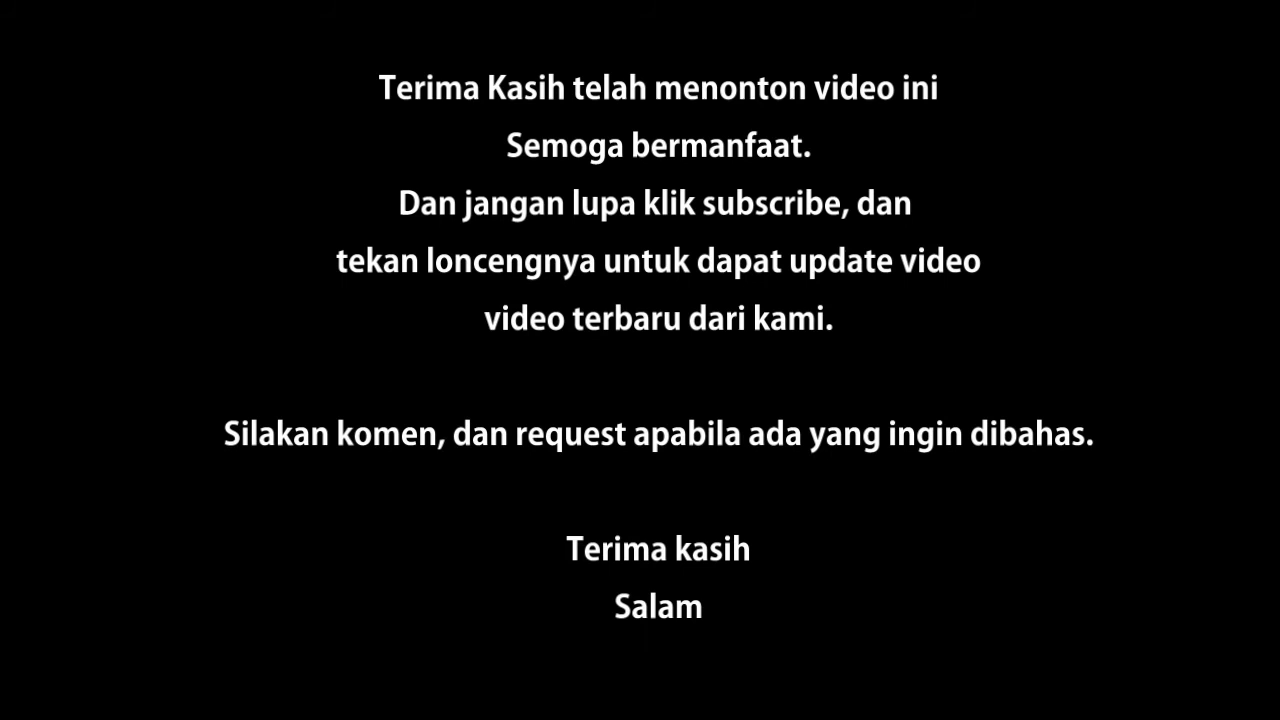 Terima Kasih telah menonton video ini
Semoga bermanfaat.
Dan jangan lupa klik subscribe, dan
tekan loncengnya untuk dapat update video
video terbaru dari kami.
Silakan komen, dan request apabila ada yang ingin dibahas.
Terima kasih
Salam